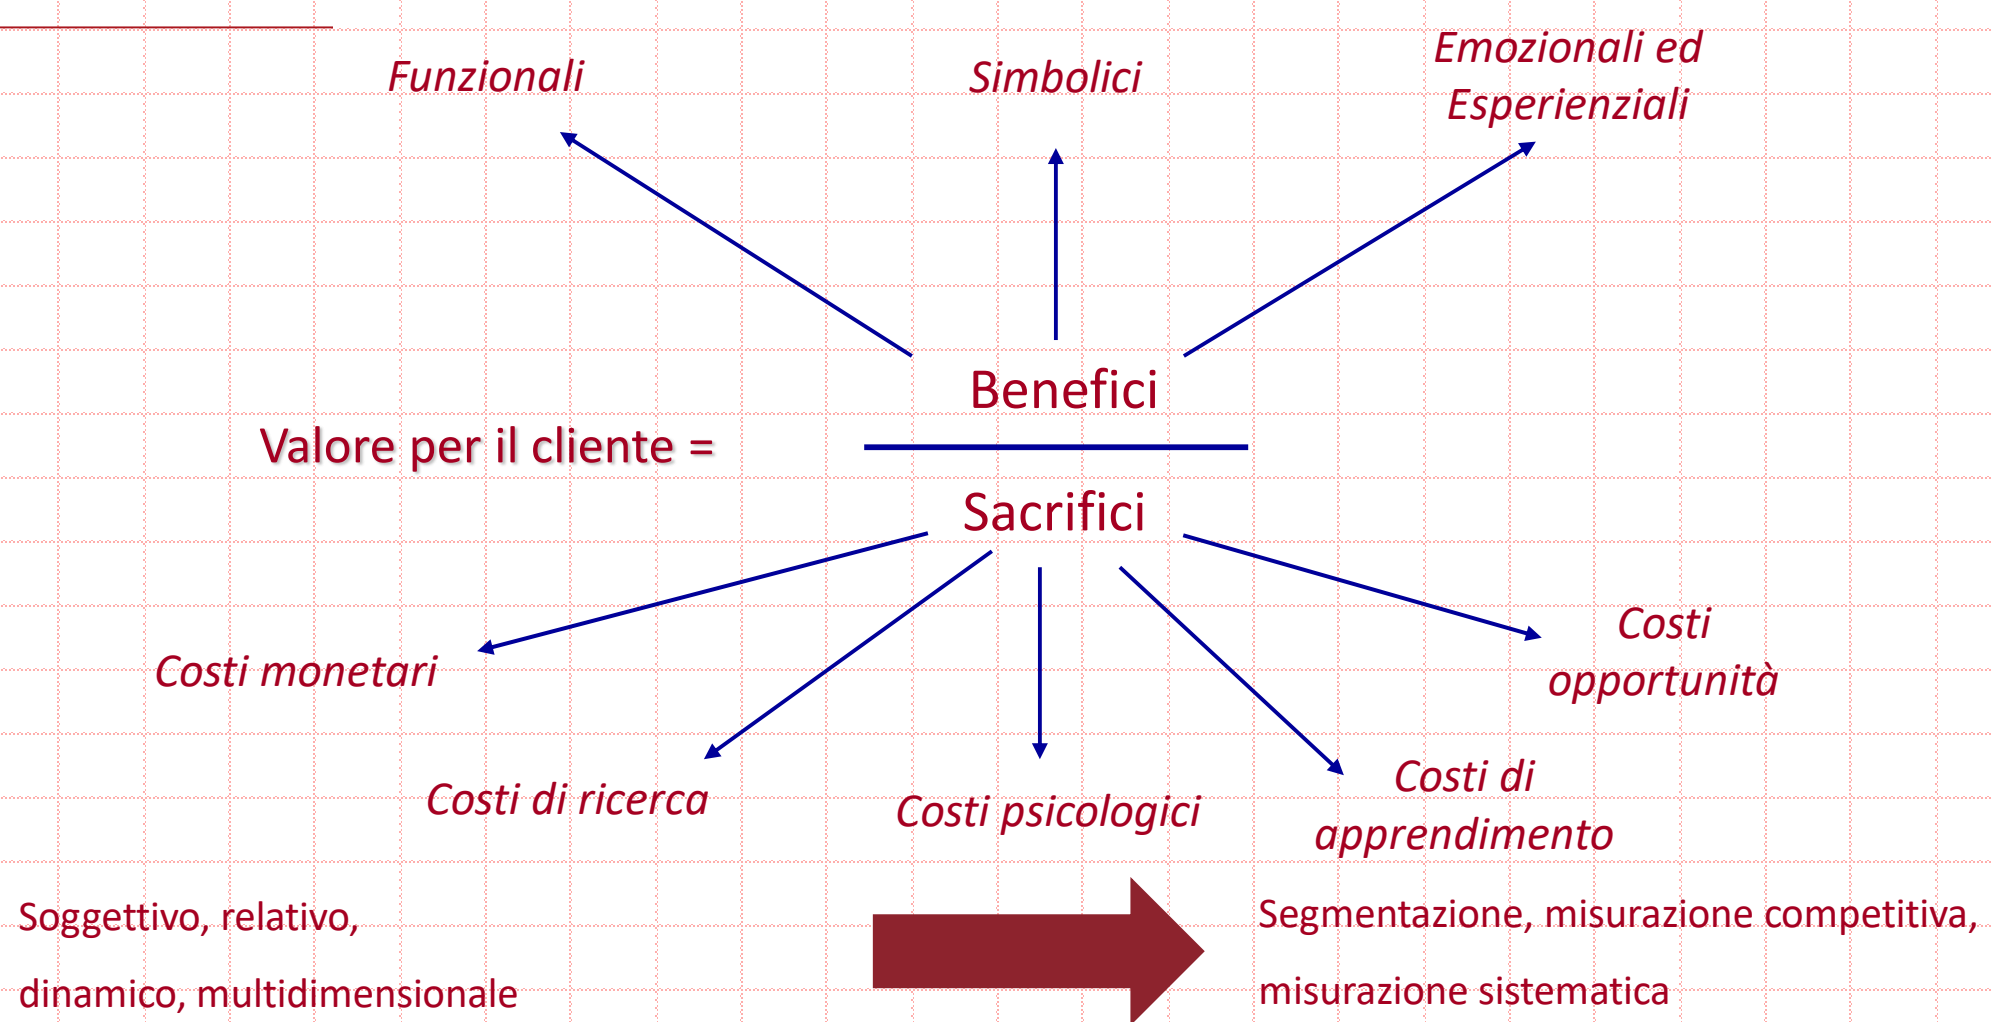 Funzionali
Simbolici
Emozionali ed
Esperienziali
Benefici
Valore per il cliente =
Sacrifici
Costi monetari
Costi di ricerca
Costi psicologici
Costi di
apprendimento
Costi
opportunità
Soggettivo, relativo,
dinamico, multidimensionale
Segmentazione, misurazione competitiva,
misurazione sistematica